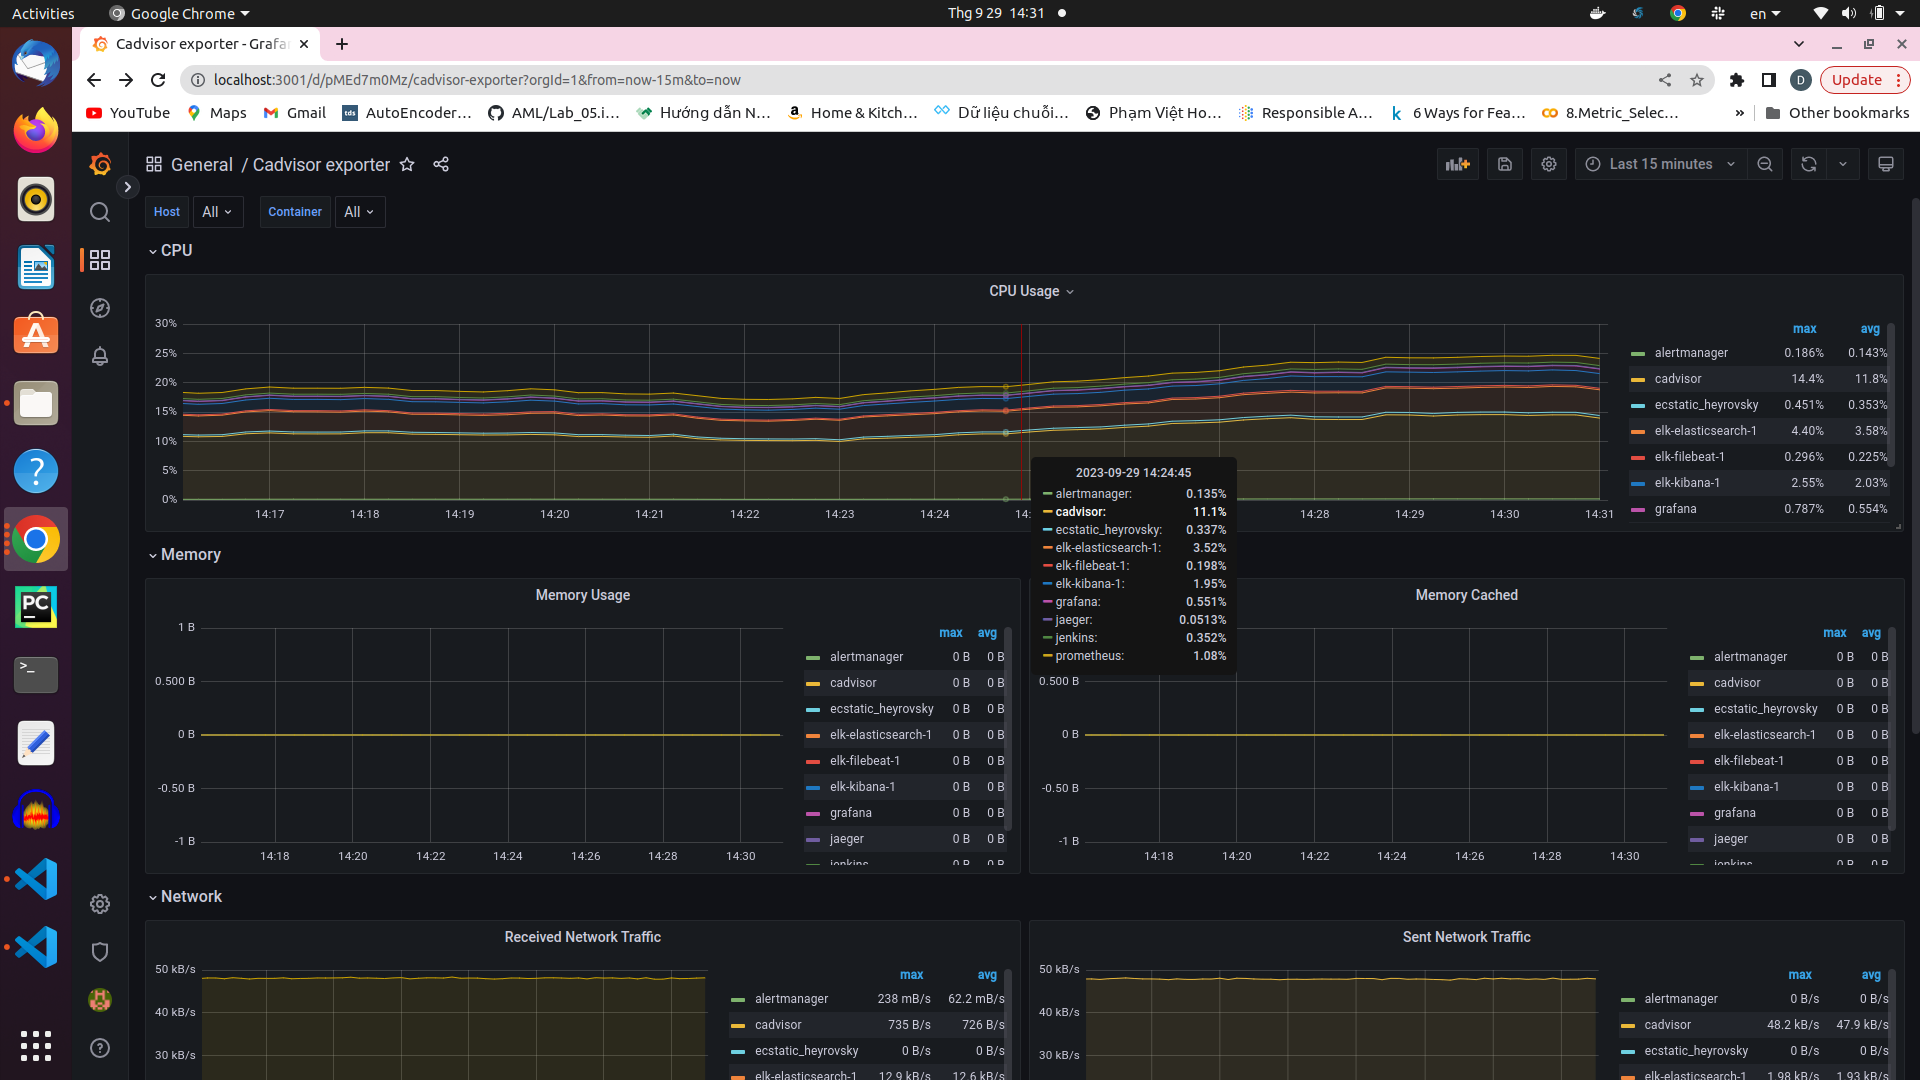 Activities
Google Chrome
Thg 9 29 14:31
en
Cadvisor exporter - Grafa
localhost:3001/d/pMEd7m0Mz/cadvisor-exporter?orgId=1&from=now-15m&to=now
D
Update
YouTube
Maps
Gmail
tds
AutoEncoder...
AML/Lab_05.i...
Hướng dẫn N...
Home & Kitch...
Dữ liệu chuỗi...
Phạm Việt Ho...
Responsible A...
6 Ways for Fea...
8.Metric_Selec...
Other bookmarks
General / Cadvisor exporter
Last 15 minutes
Host All Container All
CPU
CPU Usage
30%
25%
20%
15%
10%
5%
0%
14:17 14:18 14:19 14:20 14:21 14:22 14:23 14:24 14: 14:28 14:29 14:30 14:31
max avg
alertmanager 0.186% 0.143%
cadvisor 14.4% 11.8%
ecstatic_heyrovsky 0.451% 0.353%
elk-elasticsearch-1 4.40% 3.58%
elk-filebeat-1 0.296% 0.225%
elk-kibana-1 2.55% 2.03%
grafana 0.787% 0.554%
2023-09-29 14:24:45
alertmanager: 0.135%
cadvisor: 11.1%
ecstatic_heyrovsky: 0.337%
elk-elasticsearch-1: 3.52%
elk-filebeat-1: 0.198%
elk-kibana-1: 1.95%
grafana: 0.551%
jaeger: 0.0513%
jenkins: 0.352%
prometheus: 1.08%
Memory
Memory Usage
1 B
0.500 B
0 B
-0.50 B
-1 B
14:18 14:20 14:22 14:24 14:26 14:28 14:30
max avg
alertmanager 0 B 0 B
cadvisor 0 B 0 B
ecstatic_heyrovsky 0 B 0 B
elk-elasticsearch-1 0 B 0 B
elk-filebeat-1 0 B 0 B
elk-kibana-1 0 B 0 B
grafana 0 B 0 B
jaeger 0 B 0 B
jenkins 0 B 0 B
Memory Cached
0.500 B
0 B
-0.50 B
-1 B
14:18 14:20 14:22 14:24 14:26 14:28 14:30
max avg
alertmanager 0 B 0 B
cadvisor 0 B 0 B
ecstatic_heyrovsky 0 B 0 B
elk-elasticsearch-1 0 B 0 B
elk-filebeat-1 0 B 0 B
elk-kibana-1 0 B 0 B
grafana 0 B 0 B
jaeger 0 B 0 B
jenkins 0 B 0 B
Network
Received Network Traffic
50 kB/s
40 kB/s
30 kB/s
max avg
alertmanager 238 mB/s 62.2 mB/s
cadvisor 735 B/s 726 B/s
ecstatic_heyrovsky 0 B/s 0 B/s
elk-elasticsearch-1 12.9 kB/s 12.6 kB/s
Sent Network Traffic
50 kB/s
40 kB/s
30 kB/s
max avg
alertmanager 0 B/s 0 B/s
cadvisor 48.2 kB/s 47.9 kB/s
ecstatic_heyrovsky 0 B/s 0 B/s
elk-elasticsearch-1 1.98 kB/s 1.93 kB/s
PC